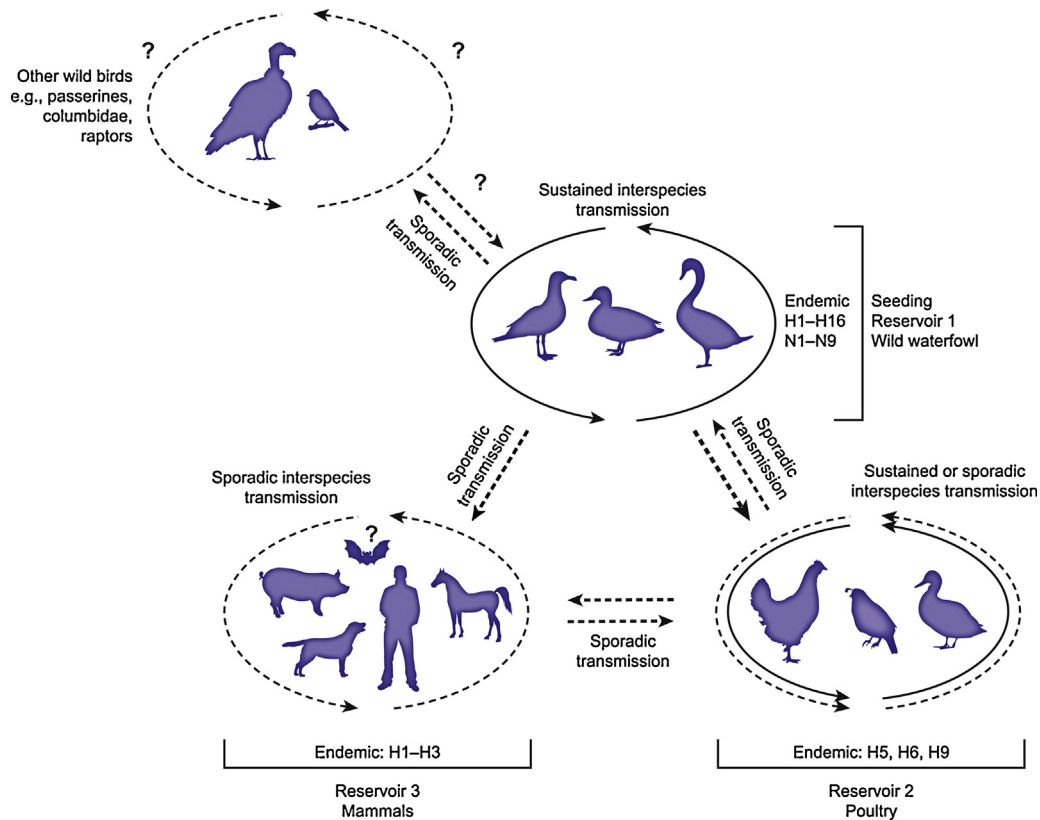 ?
?
Other wild birds
e.g., passerines,
columbidae,
raptors
?
Sporadic
transmission
Sustained interspecies
transmission
Endemic
H1–H16
N1–N9
Seeding
Reservoir 1
Wild waterfowl
Sporadic
transmission
Sporadic
transmission
Sporadic interspecies
transmission
?
Sustained or sporadic
interspecies transmission
Sporadic
transmission
Endemic: H1–H3
Reservoir 3
Mammals
Endemic: H5, H6, H9
Reservoir 2
Poultry